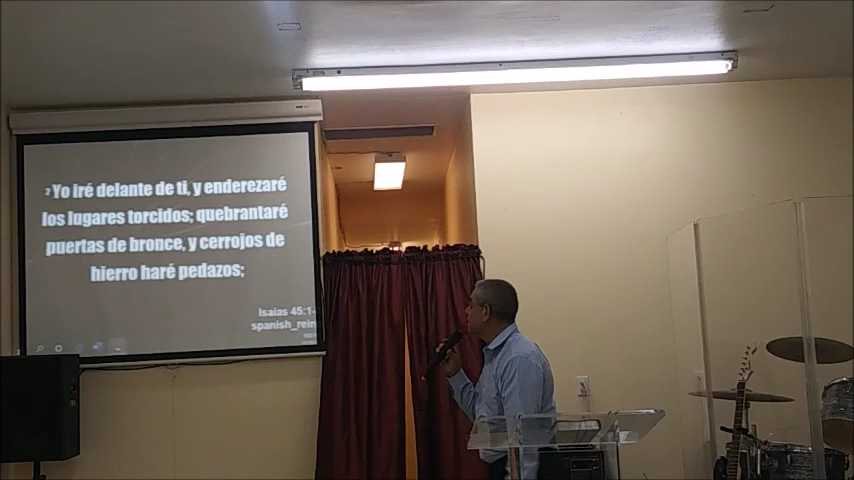 2 Yo iré delante de ti, y enderezaré
los lugares torcidos; quebrantaré
puertas de bronce, y cerrojos de
hierro haré pedazos;
Isaias 45:1-
spanish_rein